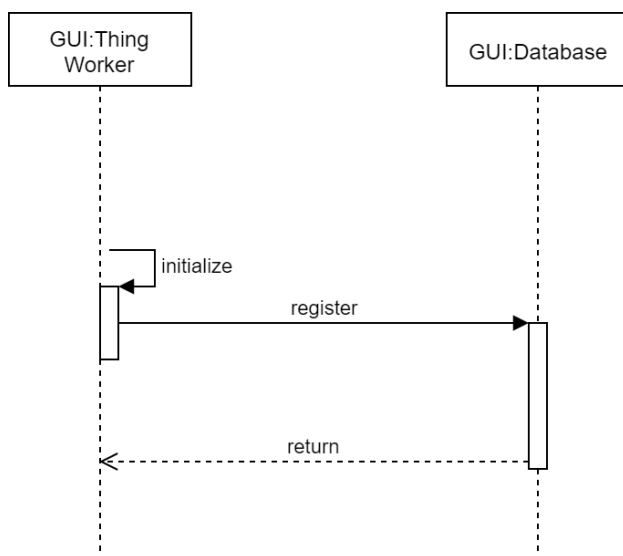 GUI:Thing
Worker
GUI:Database
initialize
register
return